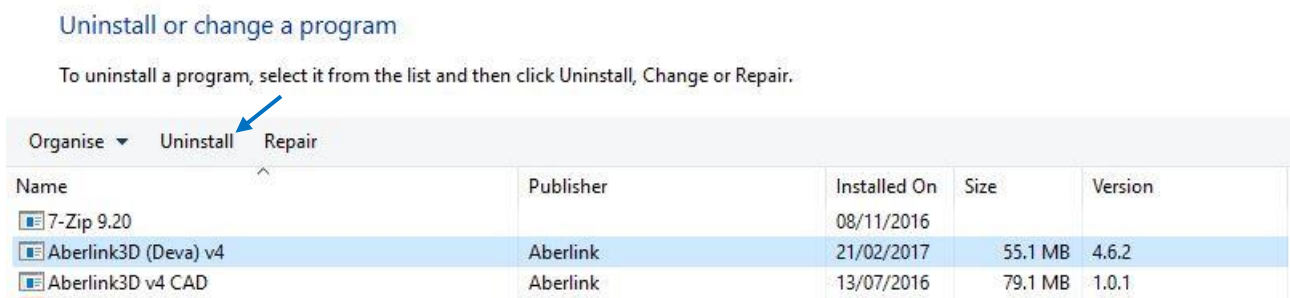 Uninstall or change a program
To uninstall a program, select it from the list and then click Uninstall, Change or Repair.
Organise Uninstall Repair
Name Publisher Installed On Size Version
7-Zip 9.20 08/11/2016
Aberlink3D (Deva) v4 Aberlink 21/02/2017 55.1 MB 4.6.2
Aberlink3D v4 CAD Aberlink 13/07/2016 79.1 MB 1.0.1